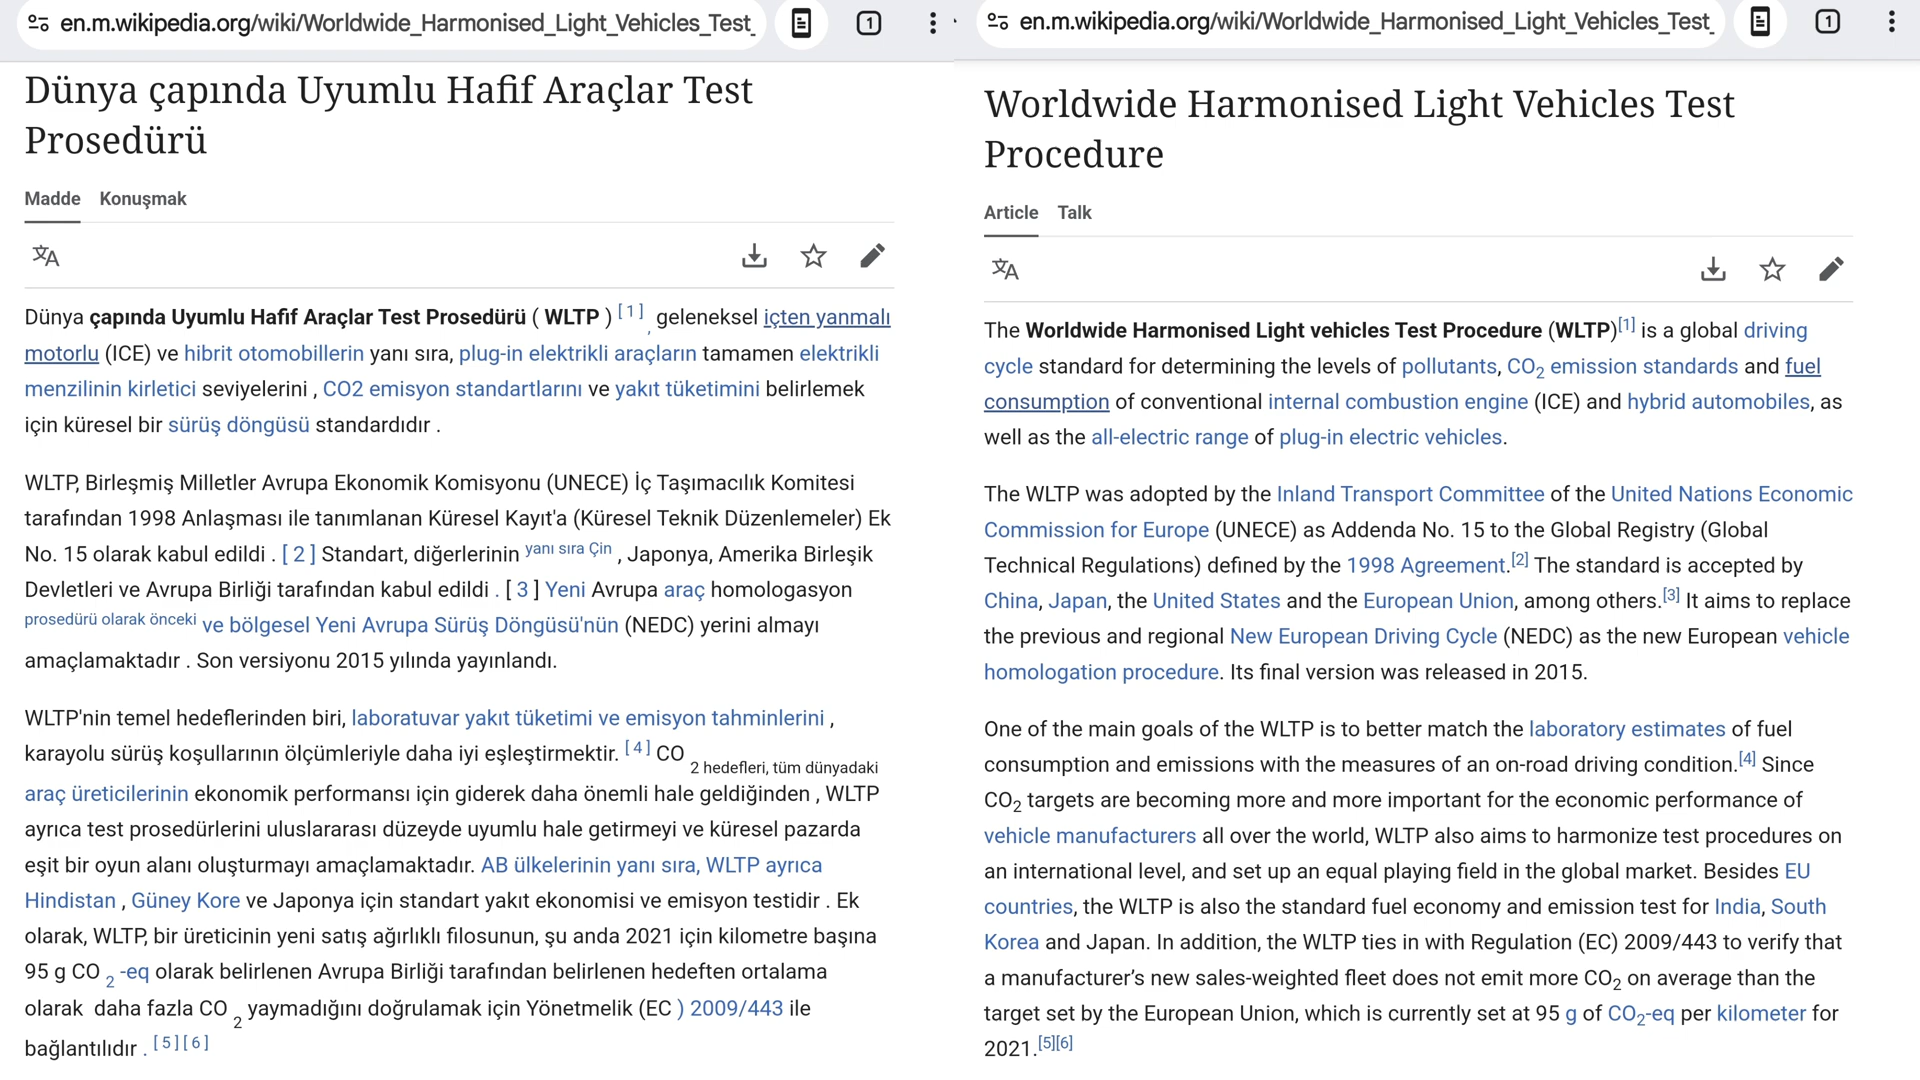 en.m.wikipedia.org/wiki/Worldwide_Harmonised_Light_Vehicles_Test_
1
Dünya çapında Uyumlu Hafif Araçlar Test
Prosedürü
Madde Konuşmak
Dünya çapında Uyumlu Hafif Araçlar Test Prosedürü ( WLTP ) [ 1 ] , geleneksel içten yanmalı
motorlu (ICE) ve hibrit otomobillerin yanı sıra, plug-in elektrikli araçların tamamen elektrikli
menzilinin kirletici seviyelerini , CO2 emisyon standartlarını ve yakıt tüketimini belirlemek
için küresel bir sürüş döngüsü standardıdır .
WLTP, Birleşmiş Milletler Avrupa Ekonomik Komisyonu (UNECE) İç Taşımacılık Komitesi
tarafından 1998 Anlaşması ile tanımlanan Küresel Kayıt'a (Küresel Teknik Düzenlemeler) Ek
No. 15 olarak kabul edildi . [ 2 ] Standart, diğerlerinin yanı sıra Çin , Japonya, Amerika Birleşik
Devletleri ve Avrupa Birliği tarafından kabul edildi . [ 3 ] Yeni Avrupa araç homologasyon
prosedürü olarak önceki ve bölgesel Yeni Avrupa Sürüş Döngüsü'nün (NEDC) yerini almayı
amaçlamaktadır . Son versiyonu 2015 yılında yayınlandı.
WLTP'nin temel hedeflerinden biri, laboratuvar yakıt tüketimi ve emisyon tahminlerini ,
karayolu sürüş koşullarının ölçümleriyle daha iyi eşleştirmektir. [ 4 ] CO 2 hedefleri, tüm dünyadaki
araç üreticilerinin ekonomik performansı için giderek daha önemli hale geldiğinden , WLTP
ayrıca test prosedürlerini uluslararası düzeyde uyumlu hale getirmeyi ve küresel pazarda
eşit bir oyun alanı oluşturmayı amaçlamaktadır. AB ülkelerinin yanı sıra, WLTP ayrıca
Hindistan , Güney Kore ve Japonya için standart yakıt ekonomisi ve emisyon testidir . Ek
olarak, WLTP, bir üreticinin yeni satış ağırlıklı filosunun, şu anda 2021 için kilometre başına
95 g CO 2 -eq olarak belirlenen Avrupa Birliği tarafından belirlenen hedeften ortalama
olarak daha fazla CO 2 yaymadığını doğrulamak için Yönetmelik (EC ) 2009/443 ile
bağlantılıdır . [ 5 ] [ 6 ]
en.m.wikipedia.org/wiki/Worldwide_Harmonised_Light_Vehicles_Test_
1
Worldwide Harmonised Light Vehicles Test
Procedure
Article Talk
The Worldwide Harmonised Light vehicles Test Procedure (WLTP)[1] is a global driving
cycle standard for determining the levels of pollutants, CO2 emission standards and fuel
consumption of conventional internal combustion engine (ICE) and hybrid automobiles, as
well as the all-electric range of plug-in electric vehicles.
The WLTP was adopted by the Inland Transport Committee of the United Nations Economic
Commission for Europe (UNECE) as Addenda No. 15 to the Global Registry (Global
Technical Regulations) defined by the 1998 Agreement.[2] The standard is accepted by
China, Japan, the United States and the European Union, among others.[3] It aims to replace
the previous and regional New European Driving Cycle (NEDC) as the new European vehicle
homologation procedure. Its final version was released in 2015.
One of the main goals of the WLTP is to better match the laboratory estimates of fuel
consumption and emissions with the measures of an on-road driving condition.[4] Since
CO2 targets are becoming more and more important for the economic performance of
vehicle manufacturers all over the world, WLTP also aims to harmonize test procedures on
an international level, and set up an equal playing field in the global market. Besides EU
countries, the WLTP is also the standard fuel economy and emission test for India, South
Korea and Japan. In addition, the WLTP ties in with Regulation (EC) 2009/443 to verify that
a manufacturer’s new sales-weighted fleet does not emit more CO2 on average than the
target set by the European Union, which is currently set at 95 g of CO2-eq per kilometer for
2021.[5][6]